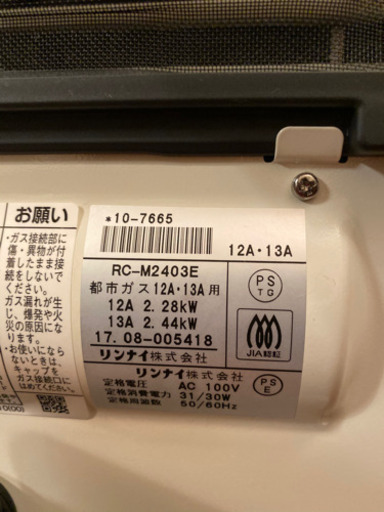 お願い
・ガス接続部に
傷・異物が付
着したまま接
続をしないで
ください。
ガス漏れが生
じ、爆発や火
災の原因に
なります。
・お使いになら
ないときは、
キャップを
ガス接続口に
はめてください。
*10-7665
12A・13A
RC-M2403E
都市ガス12A・13A用
12A 2.28kW
13A 2.44kW
17.08-005418
リンナイ株式会社
PS
TG
JIA認証
リンナイ株式会社
定格電圧 AC 100V
定格消費電力 31/30W
定格周波数 50/60Hz
PS
E